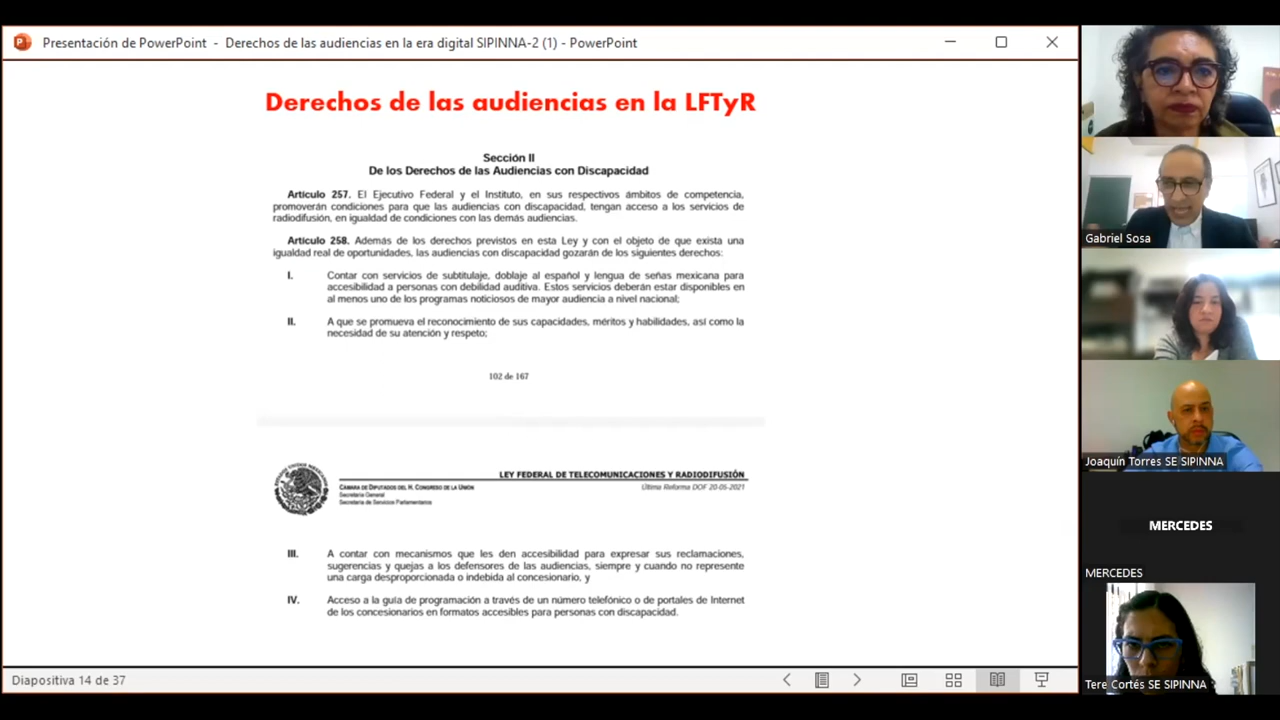 Presentación de PowerPoint - Derechos de las audiencias en la era digital SIPINNA-2 (1) - PowerPoint
Derechos de las audiencias en la LFTyR
Sección II
De los Derechos de las Audiencias con Discapacidad
Artículo 257. El Ejecutivo Federal y el Instituto, en sus respectivos ámbitos de competencia,
promoverán condiciones para que las audiencias con discapacidad, tengan acceso a los servicios de
radiodifusión, en igualdad de condiciones con las demás audiencias.
Artículo 258. Además de los derechos previstos en esta Ley y con el objeto de que exista una
igualdad real de oportunidades, las audiencias con discapacidad gozarán de los siguientes derechos:
I. Contar con servicios de subtitulaje, doblaje al español y lengua de señas mexicana para
accesibilidad a personas con debilidad auditiva. Estos servicios deberán estar disponibles en
al menos uno de los programas noticiosos de mayor audiencia a nivel nacional;
II. A que se promueva el reconocimiento de sus capacidades, méritos y habilidades, así como la
necesidad de su atención y respeto;
102 de 167
LEY FEDERAL DE TELECOMUNICACIONES Y RADIODIFUSIÓN
CÁMARA DE DIPUTADOS DEL H. CONGRESO DE LA UNIÓN
Última Reforma DOF 20-05-2021
Secretaría General
Secretaría de Servicios Parlamentarios
III. A contar con mecanismos que les den accesibilidad para expresar sus reclamaciones,
sugerencias y quejas a los defensores de las audiencias, siempre y cuando no represente
una carga desproporcionada o indebida al concesionario, y
IV. Acceso a la guía de programación a través de un número telefónico o de portales de Internet
de los concesionarios en formatos accesibles para personas con discapacidad.
Diapositiva 14 de 37
Gabriel Sosa
Joaquín Torres SE SIPINNA
MERCEDES
MERCEDES
Tere Cortés SE SIPINNA